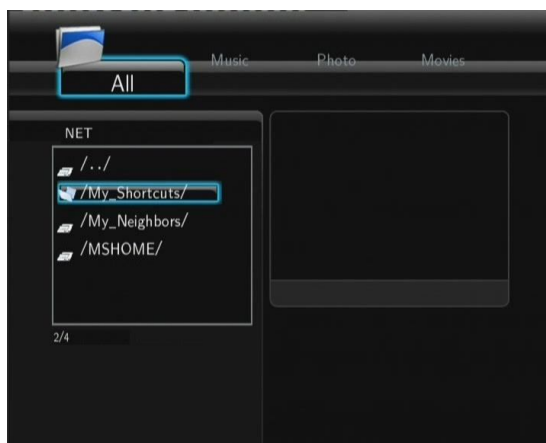 All
Music
Photo
Movies
NET
/../
/My_Shortcuts/
/My_Neighbors/
/MSHOME/
2/4